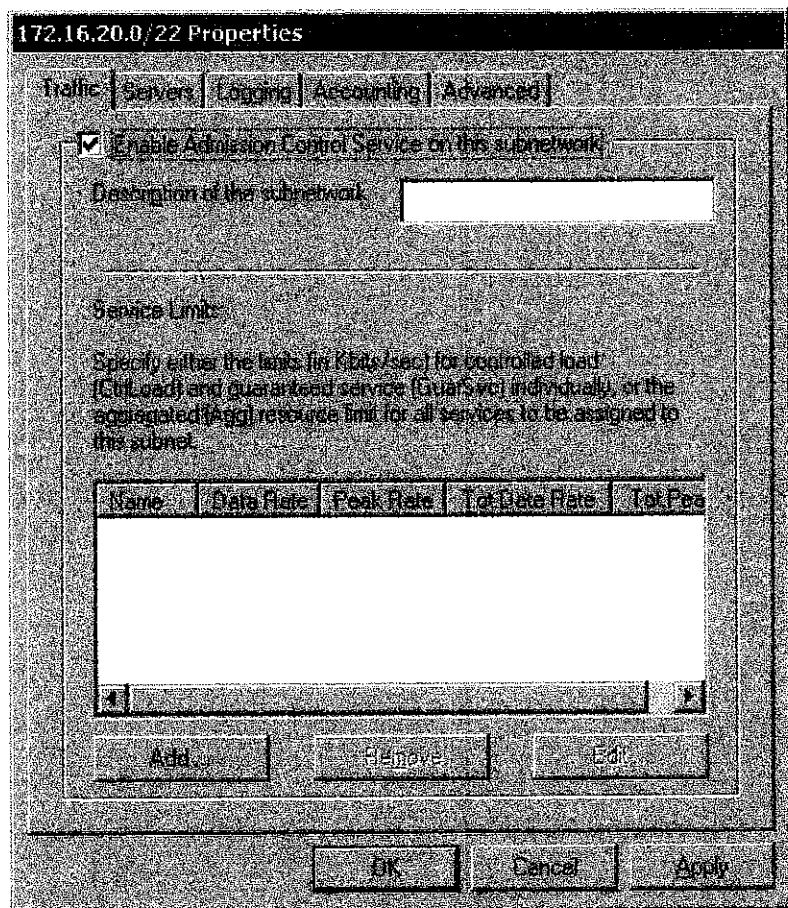 172.16.20.0/22 Properties
Traffic Servers Logging Accounting Advanced
Enable Admission Control Service on this subnetwork
Description of the subnetwork
Service Limits:
Specify either the limits (in Kbits/sec) for controlled load
(CtrlLoad) and guaranteed service (GuarSvc) individually, or the
aggregated (Agg) resource limit for all services to be assigned to
this subnet.
Name Data Rate Peak Rate Tot Data Rate Tot Pea
Add... Remove Edit...
OK Cancel Apply